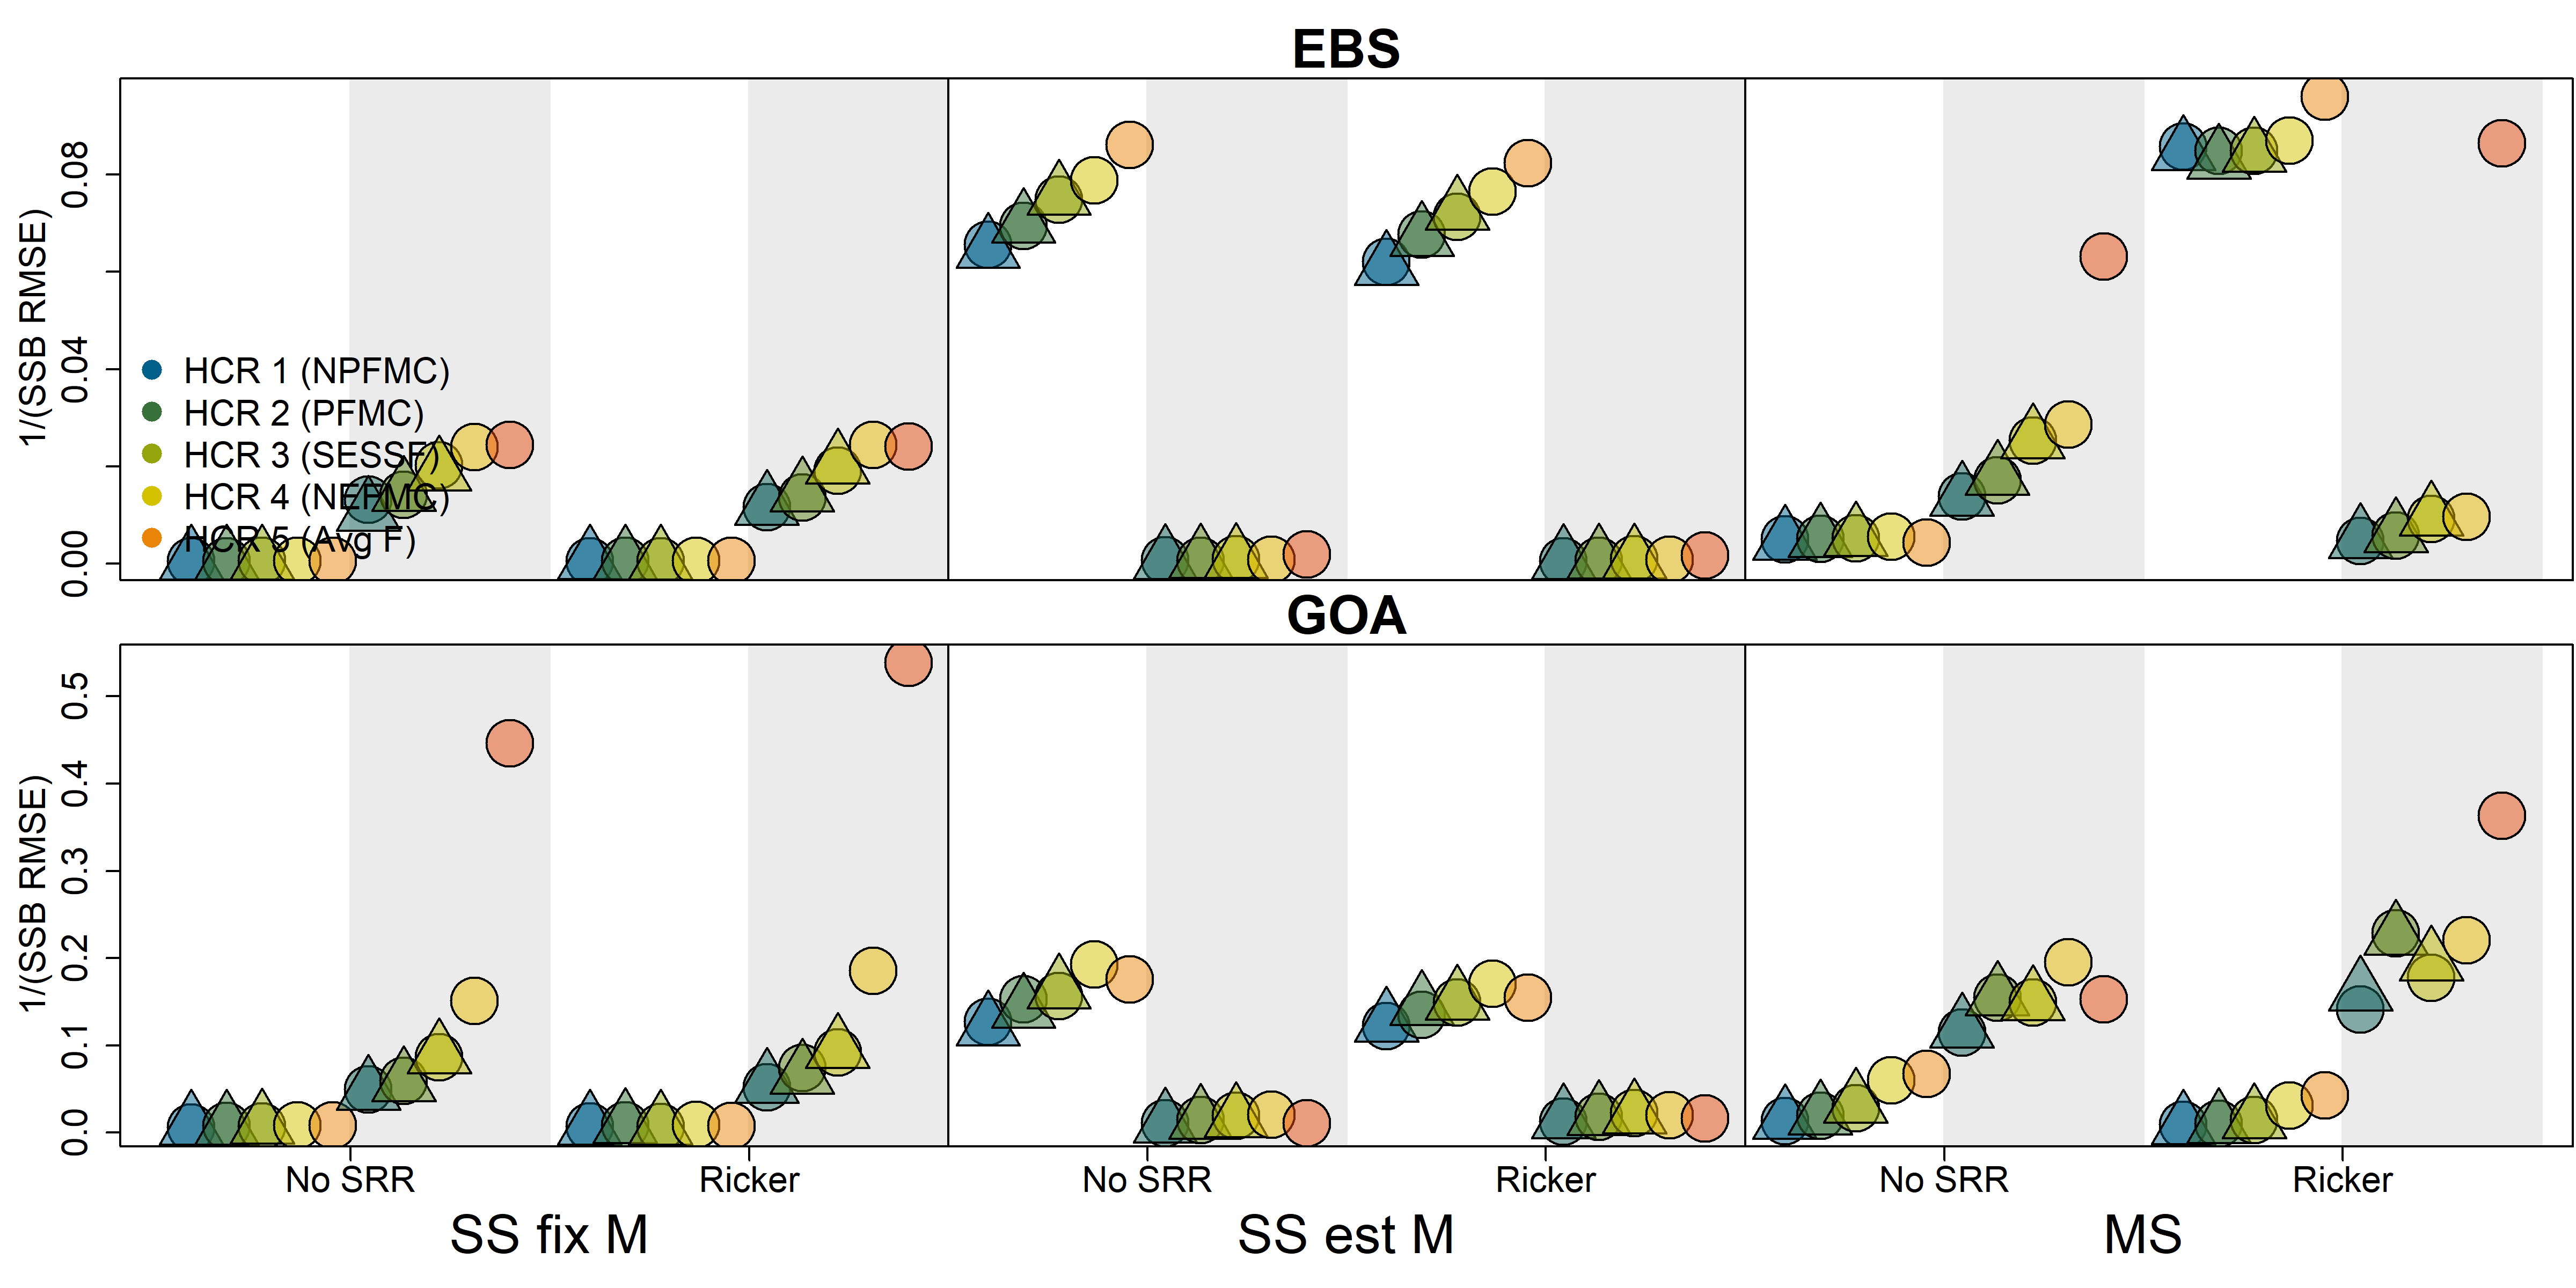 EBS
1/(SSB RMSE)
0.08
0.04
0.00
HCR 1 (NPFMC)
HCR 2 (PFMC)
HCR 3 (SESSF)
HCR 4 (NEFMC)
HCR 5 (Avg F)
GOA
1/(SSB RMSE)
0.5
0.4
0.3
0.2
0.1
0.0
No SRR Ricker No SRR Ricker No SRR Ricker
SS fix M SS est M MS